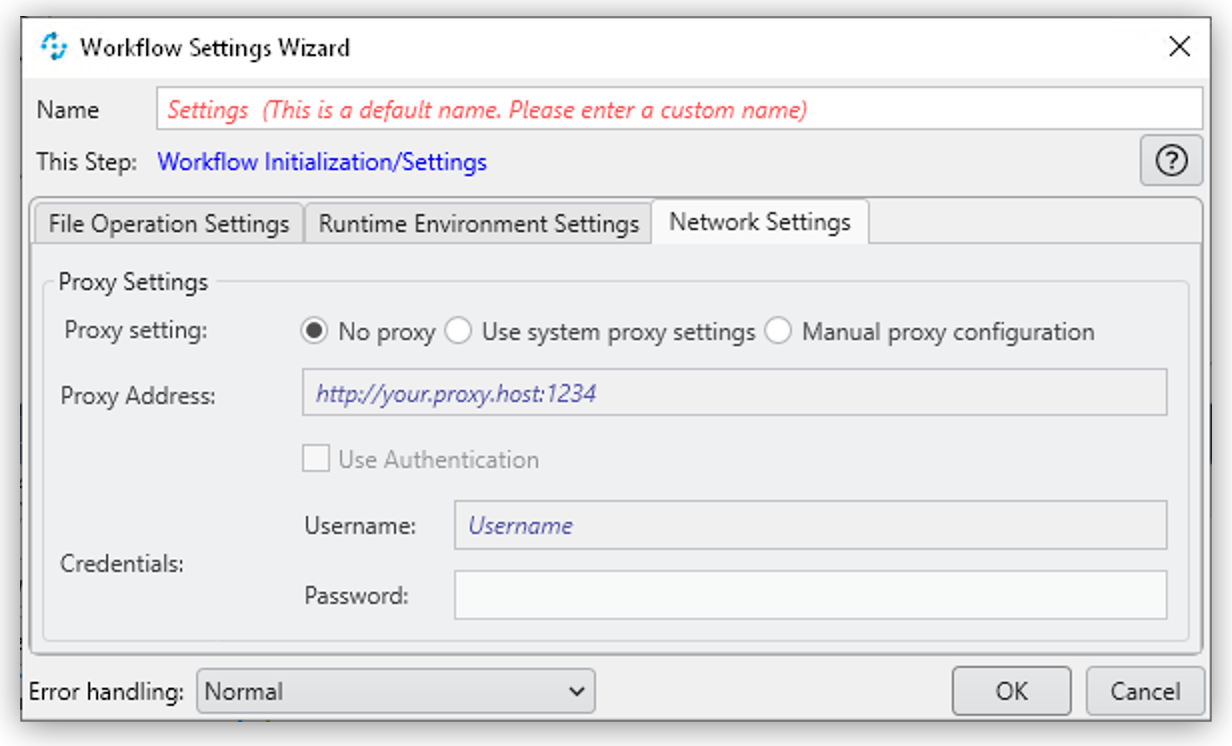 Workflow Settings Wizard
Name Settings (This is a default name. Please enter a custom name)
This Step: Workflow Initialization/Settings
File Operation Settings Runtime Environment Settings Network Settings
Proxy Settings
Proxy setting: No proxy Use system proxy settings Manual proxy configuration
Proxy Address: http://your.proxy.host:1234
Use Authentication
Username: Username
Credentials:
Password:
Error handling: Normal OK Cancel